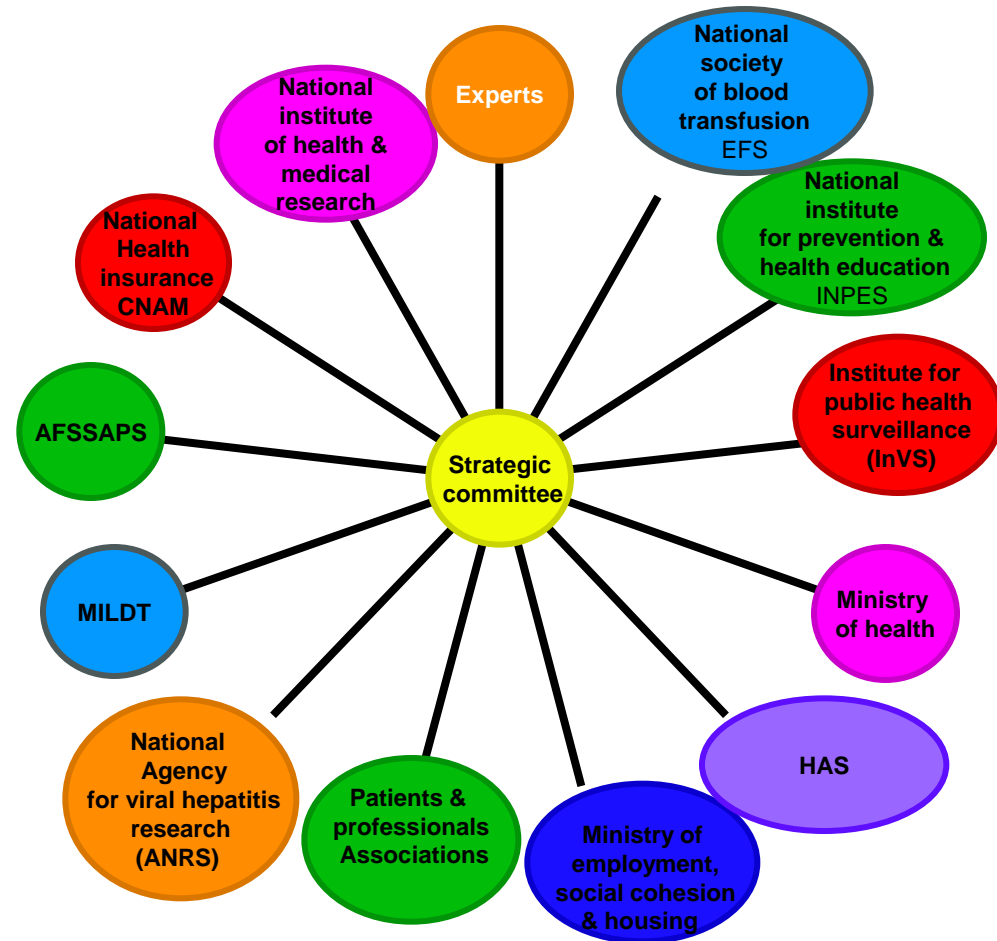 Experts
National
society
of blood
transfusion
EFS
National
institute
for prevention &
health education
INPES
Institute for
public health
surveillance
(InVS)
Ministry
of health
HAS
Ministry of
employment,
social cohesion
& housing
Patients &
professionals
Associations
National
Agency
for viral hepatitis
research
(ANRS)
MILDT
AFSSAPS
National
Health
insurance
CNAM
National
institute
of health &
medical
research
Strategic
committee